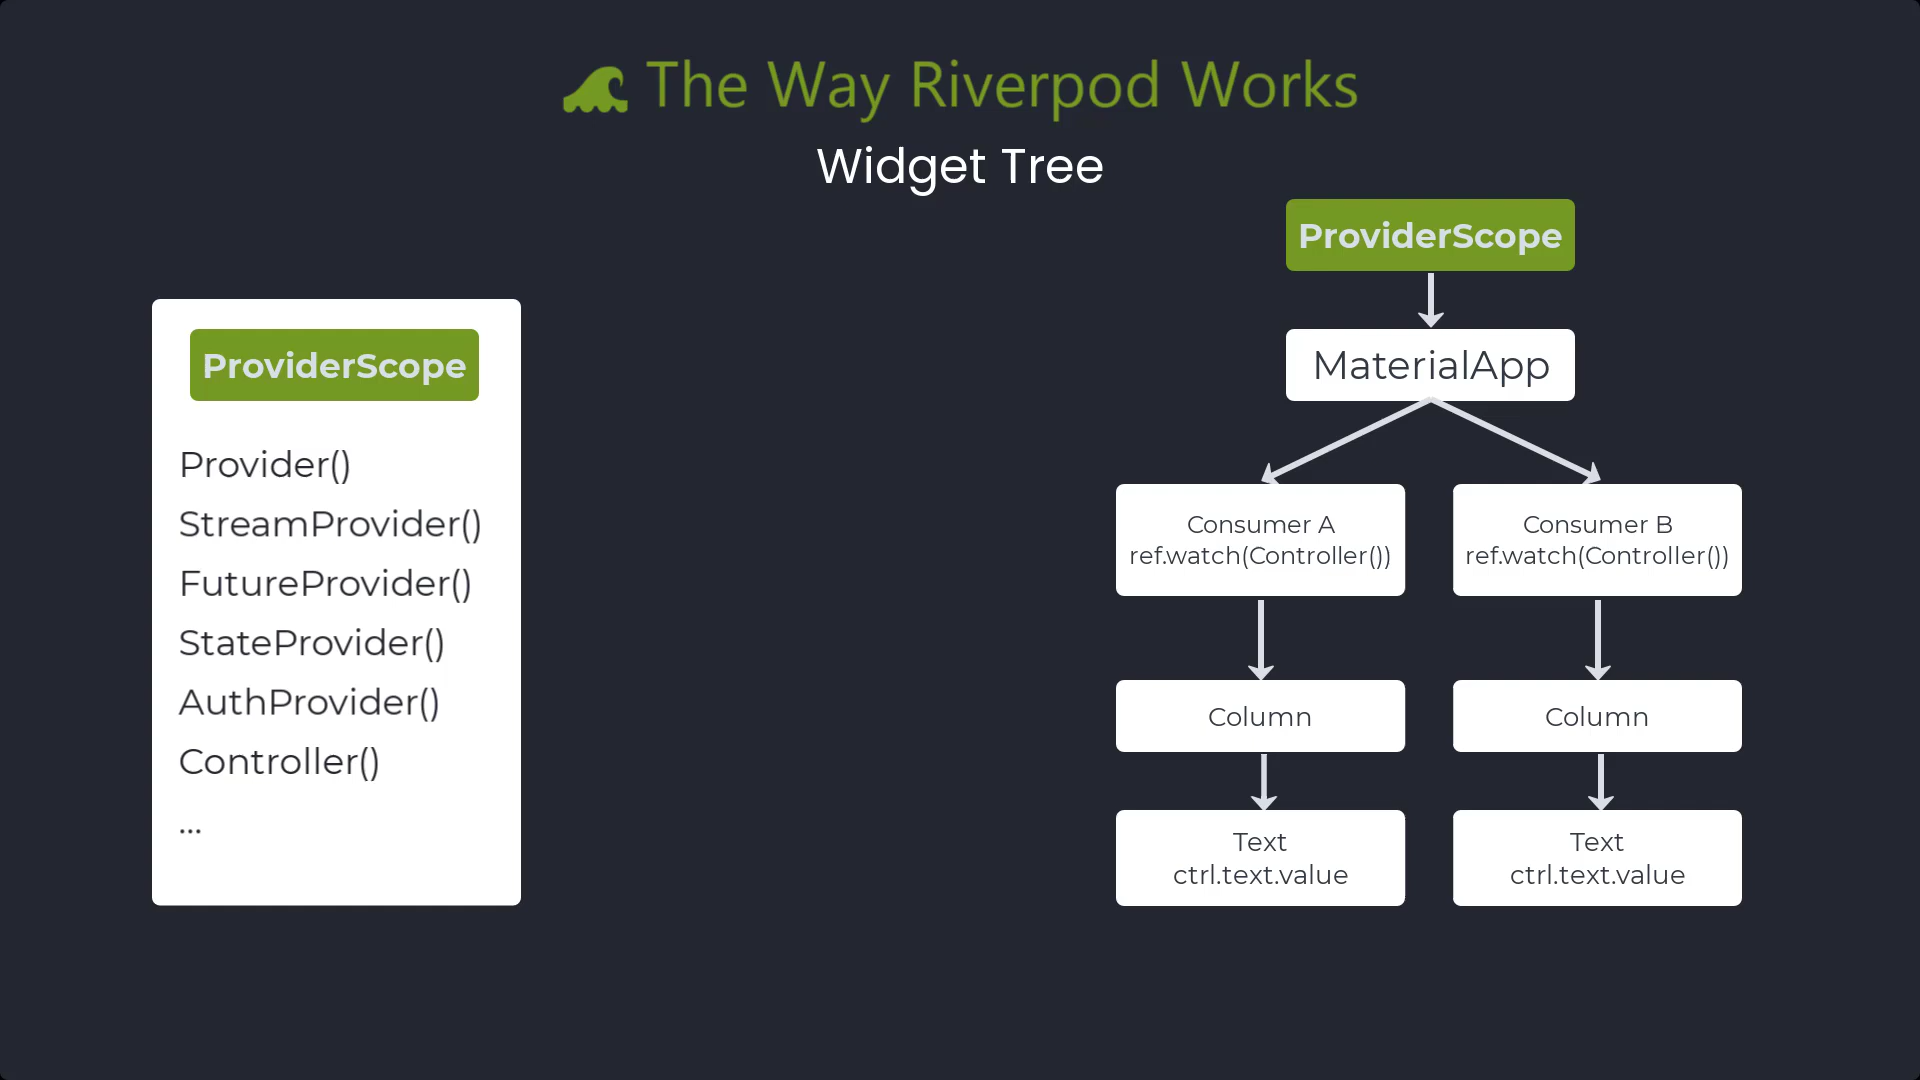 The Way Riverpod Works
Widget Tree
ProviderScope
Provider()
StreamProvider()
FutureProvider()
StateProvider()
AuthProvider()
Controller()
...
ProviderScope
MaterialApp
Consumer A
ref.watch(Controller())
Consumer B
ref.watch(Controller())
Column
Column
Text
ctrl.text.value
Text
ctrl.text.value